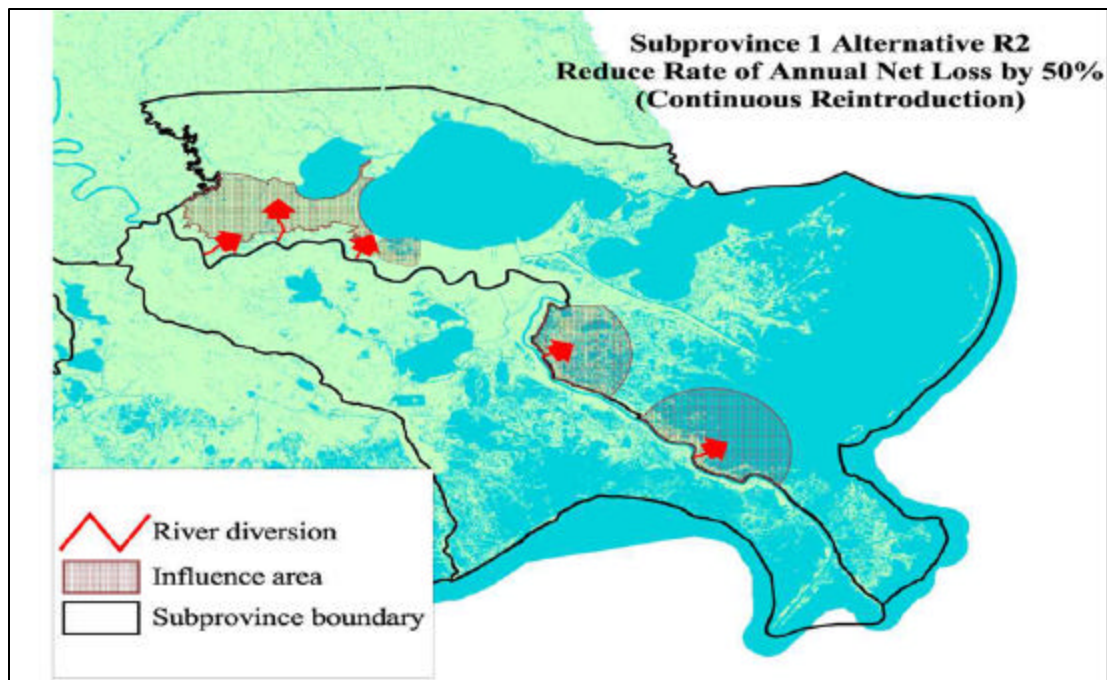 Subprovince 1 Alternative R2
Reduce Rate of Annual Net Loss by 50%
(Continuous Reintroduction)
River diversion
Influence area
Subprovince boundary